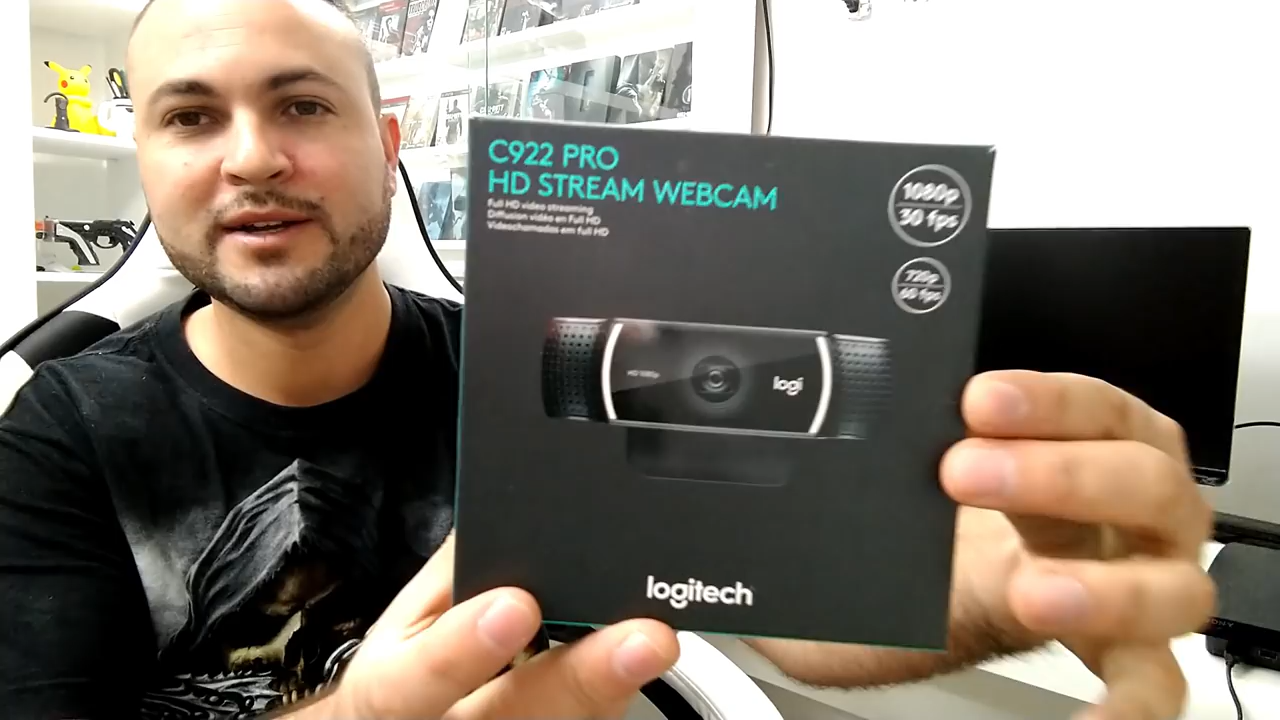 C922 PRO
HD STREAM WEBCAM
Full HD video streaming
Diffusion vidéo en Full HD
Videochamadas em full HD
1080p
30 fps
720p
60 fps
HD 1080p
logi
logitech
SONY